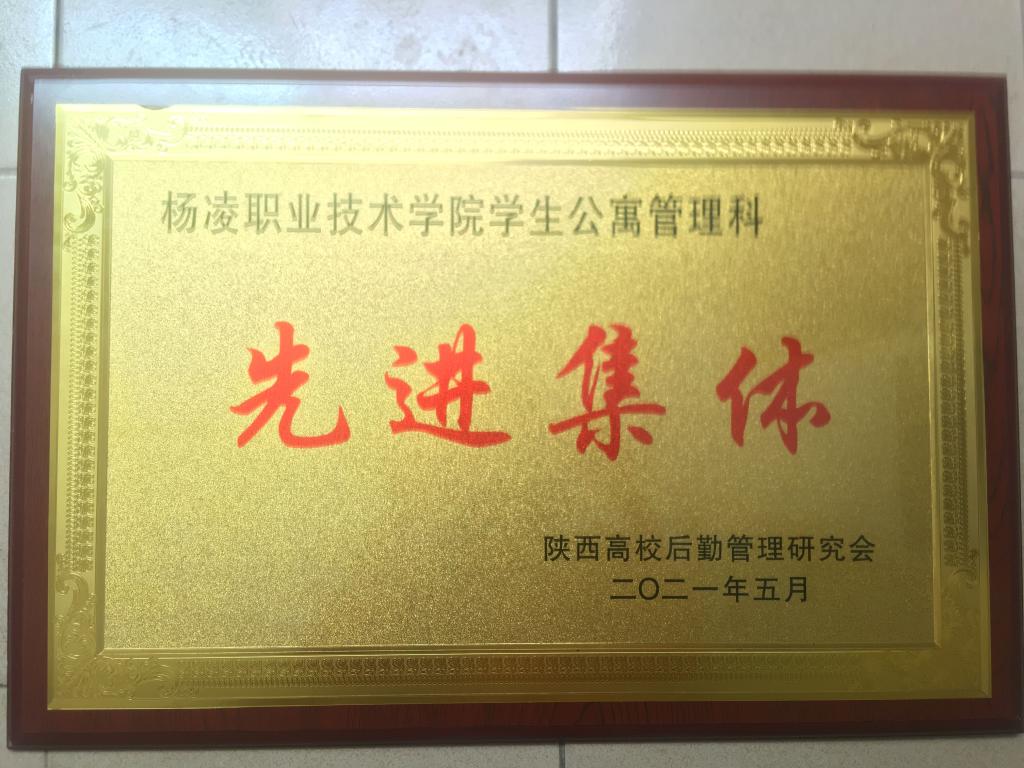 杨凌职业技术学院学生公寓管理科
先进集体
陕西高校后勤管理研究会
二〇二一年五月